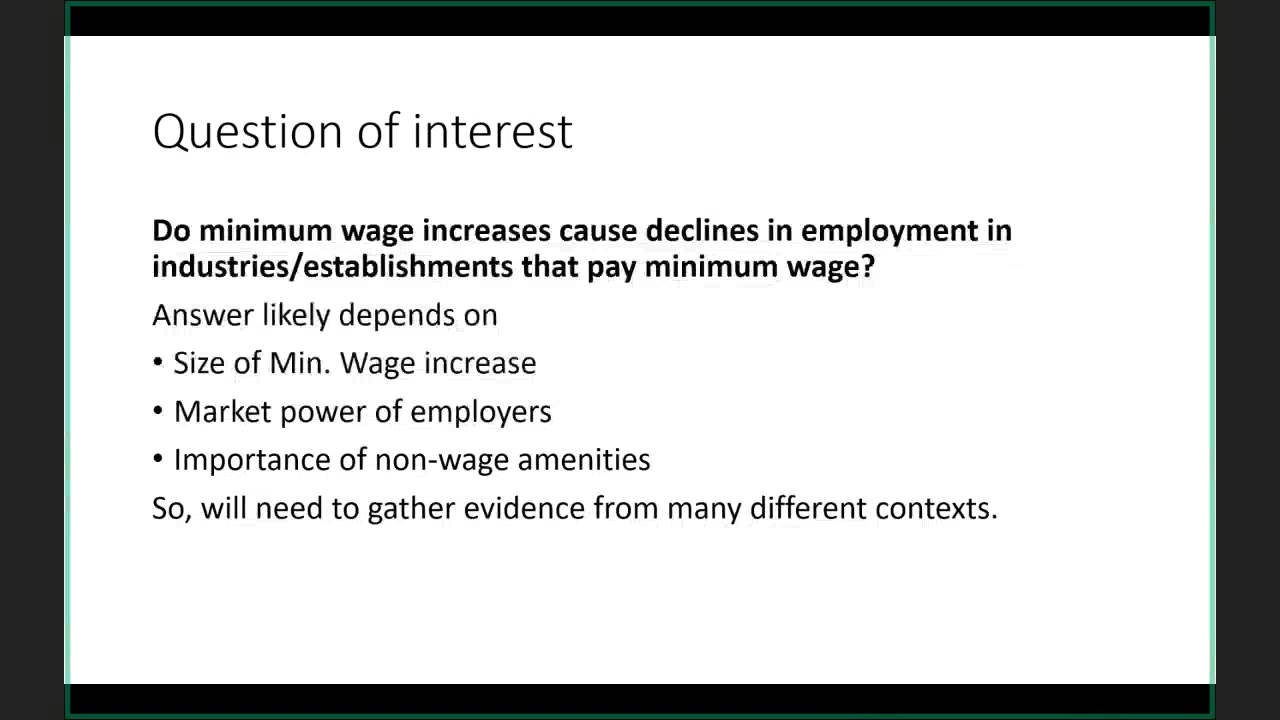 Question of interest
Do minimum wage increases cause declines in employment in
industries/establishments that pay minimum wage?
Answer likely depends on
• Size of Min. Wage increase
• Market power of employers
• Importance of non-wage amenities
So, will need to gather evidence from many different contexts.